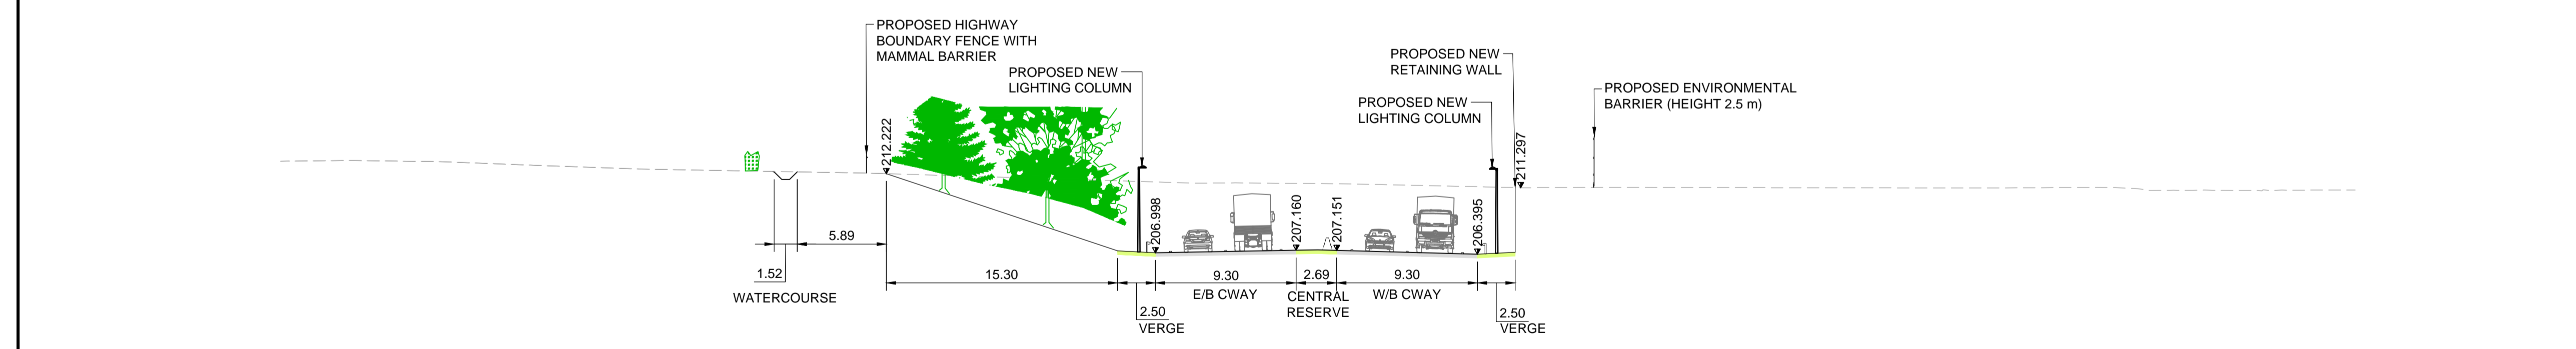 PROPOSED HIGHWAY
BOUNDARY FENCE WITH
MAMMAL BARRIER
PROPOSED NEW
LIGHTING COLUMN
PROPOSED NEW
RETAINING WALL
PROPOSED NEW
LIGHTING COLUMN
PROPOSED ENVIRONMENTAL
BARRIER (HEIGHT 2.5 m)
212.222
206.998
207.160
207.151
206.395
211.297
5.89
1.52
WATERCOURSE
15.30
2.50
VERGE
9.30
E/B CWAY
2.69
CENTRAL
RESERVE
9.30
W/B CWAY
2.50
VERGE